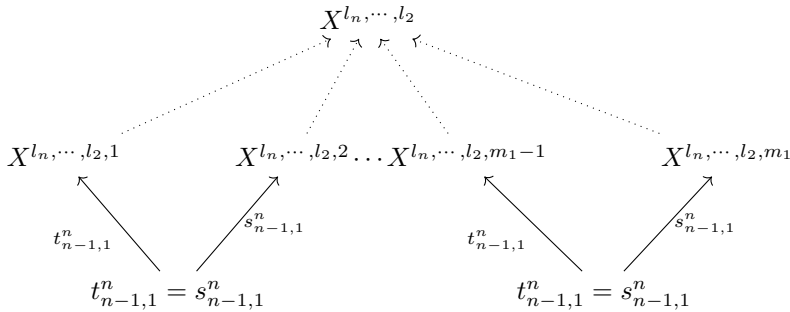 $X^{l_n,\cdots,l_2}$
$X^{l_n,\cdots,l_2,1}$ $X^{l_n,\cdots,l_2,2}$ $\cdots$ $X^{l_n,\cdots,l_2,m_1-1}$ $X^{l_n,\cdots,l_2,m_1}$
$t^n_{n-1,1}$ $s^n_{n-1,1}$ $t^n_{n-1,1}$ $s^n_{n-1,1}$
$t^n_{n-1,1} = s^n_{n-1,1}$ $t^n_{n-1,1} = s^n_{n-1,1}$